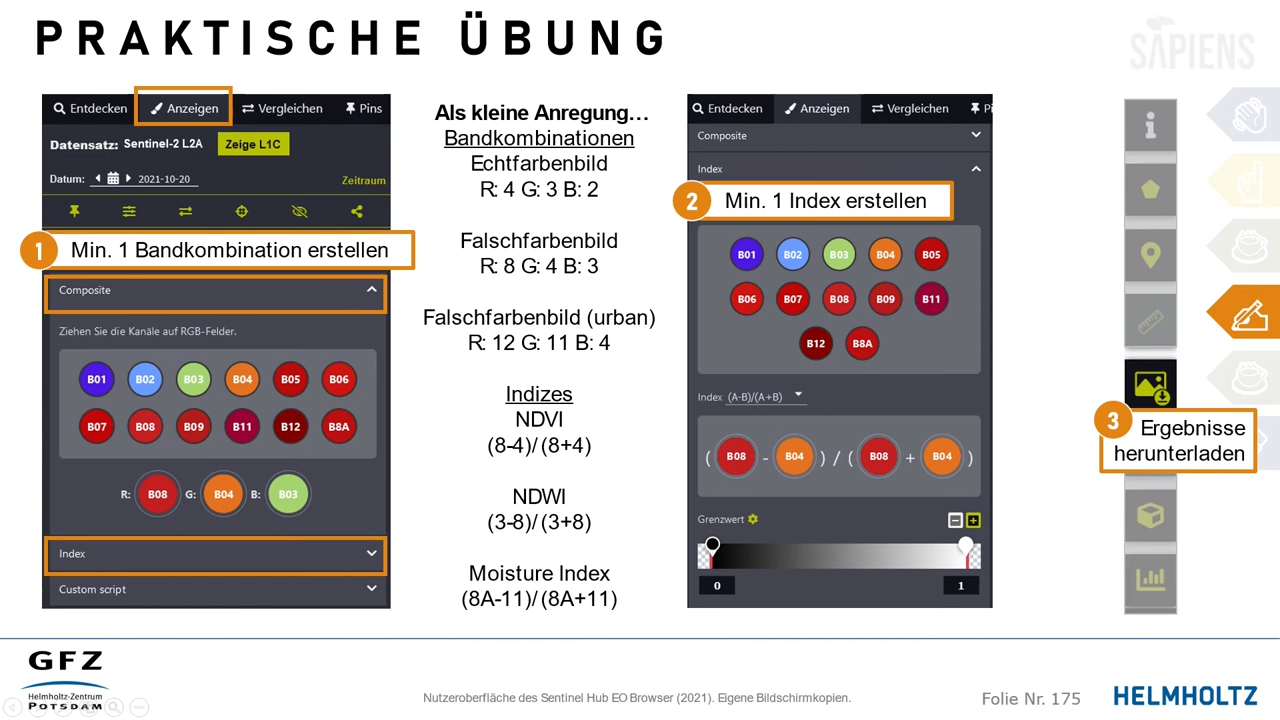 PRAKTISCHE ÜBUNG
SAPIENS
Entdecken Anzeigen Vergleichen Pins
Datensatz: Sentinel-2 L2A Zeige L1C
Datum: 2021-10-20 Zeitraum
1 Min. 1 Bandkombination erstellen
Composite
Ziehen Sie die Kanäle auf RGB-Felder.
B01 B02 B03 B04 B05 B06
B07 B08 B09 B11 B12 B8A
R: B08 G: B04 B: B03
Index
Custom script
Als kleine Anregung…
Bandkombinationen
Echtfarbenbild
R: 4 G: 3 B: 2
Falschfarbenbild
R: 8 G: 4 B: 3
Falschfarbenbild (urban)
R: 12 G: 11 B: 4
Indizes
NDVI
(8-4)/(8+4)
NDWI
(3-8)/(3+8)
Moisture Index
(8A-11)/(8A+11)
Entdecken Anzeigen Vergleichen Pi
Composite
Index
2 Min. 1 Index erstellen
B01 B02 B03 B04 B05
B06 B07 B08 B09 B11
B12 B8A
Index (A-B)/(A+B)
( B08 - B04 ) / ( B08 + B04 )
Grenzwert
0 1
3 Ergebnisse
herunterladen
GFZ
Helmholtz-Zentrum
POTSDAM
Nutzeroberfläche des Sentinel Hub EO Browser (2021). Eigene Bildschirmkopien.
Folie Nr. 175
HELMHOLTZ